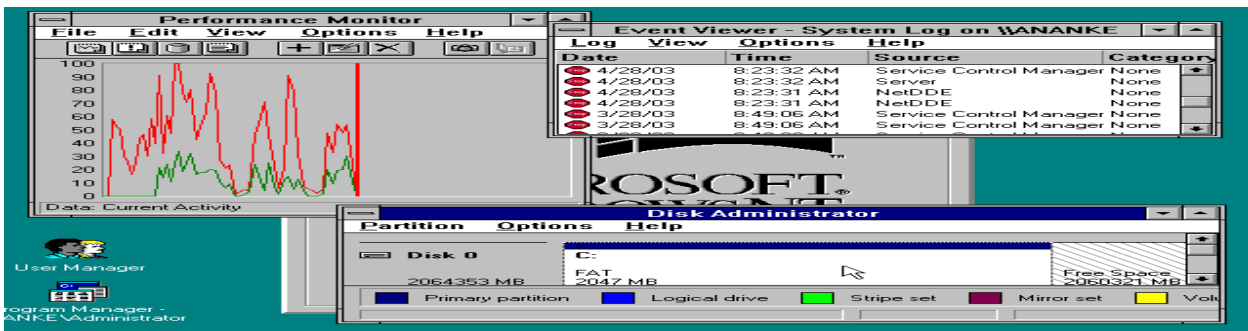 Performance Monitor
File Edit View Options Help
100
90
80
70
60
50
40
30
20
10
0
Data: Current Activity
Event Viewer - System Log on \\ANANKE
Log View Options Help
Date Time Source Category
4/28/03 8:23:32 AM Service Control Manager None
4/28/03 8:23:32 AM Server None
4/28/03 8:23:31 AM NetDDE None
4/28/03 8:23:31 AM NetDDE None
3/28/03 8:49:06 AM Service Control Manager None
3/28/03 8:49:06 AM Service Control Manager None
ROSOFT
Disk Administrator
Partition Options Help
Disk 0
2064353 MB
C:
FAT
2047 MB
Free Space
2060321 MB
Primary partition Logical drive Stripe set Mirror set Volu
User Manager
rogram Manager -
ANKE\Administrator